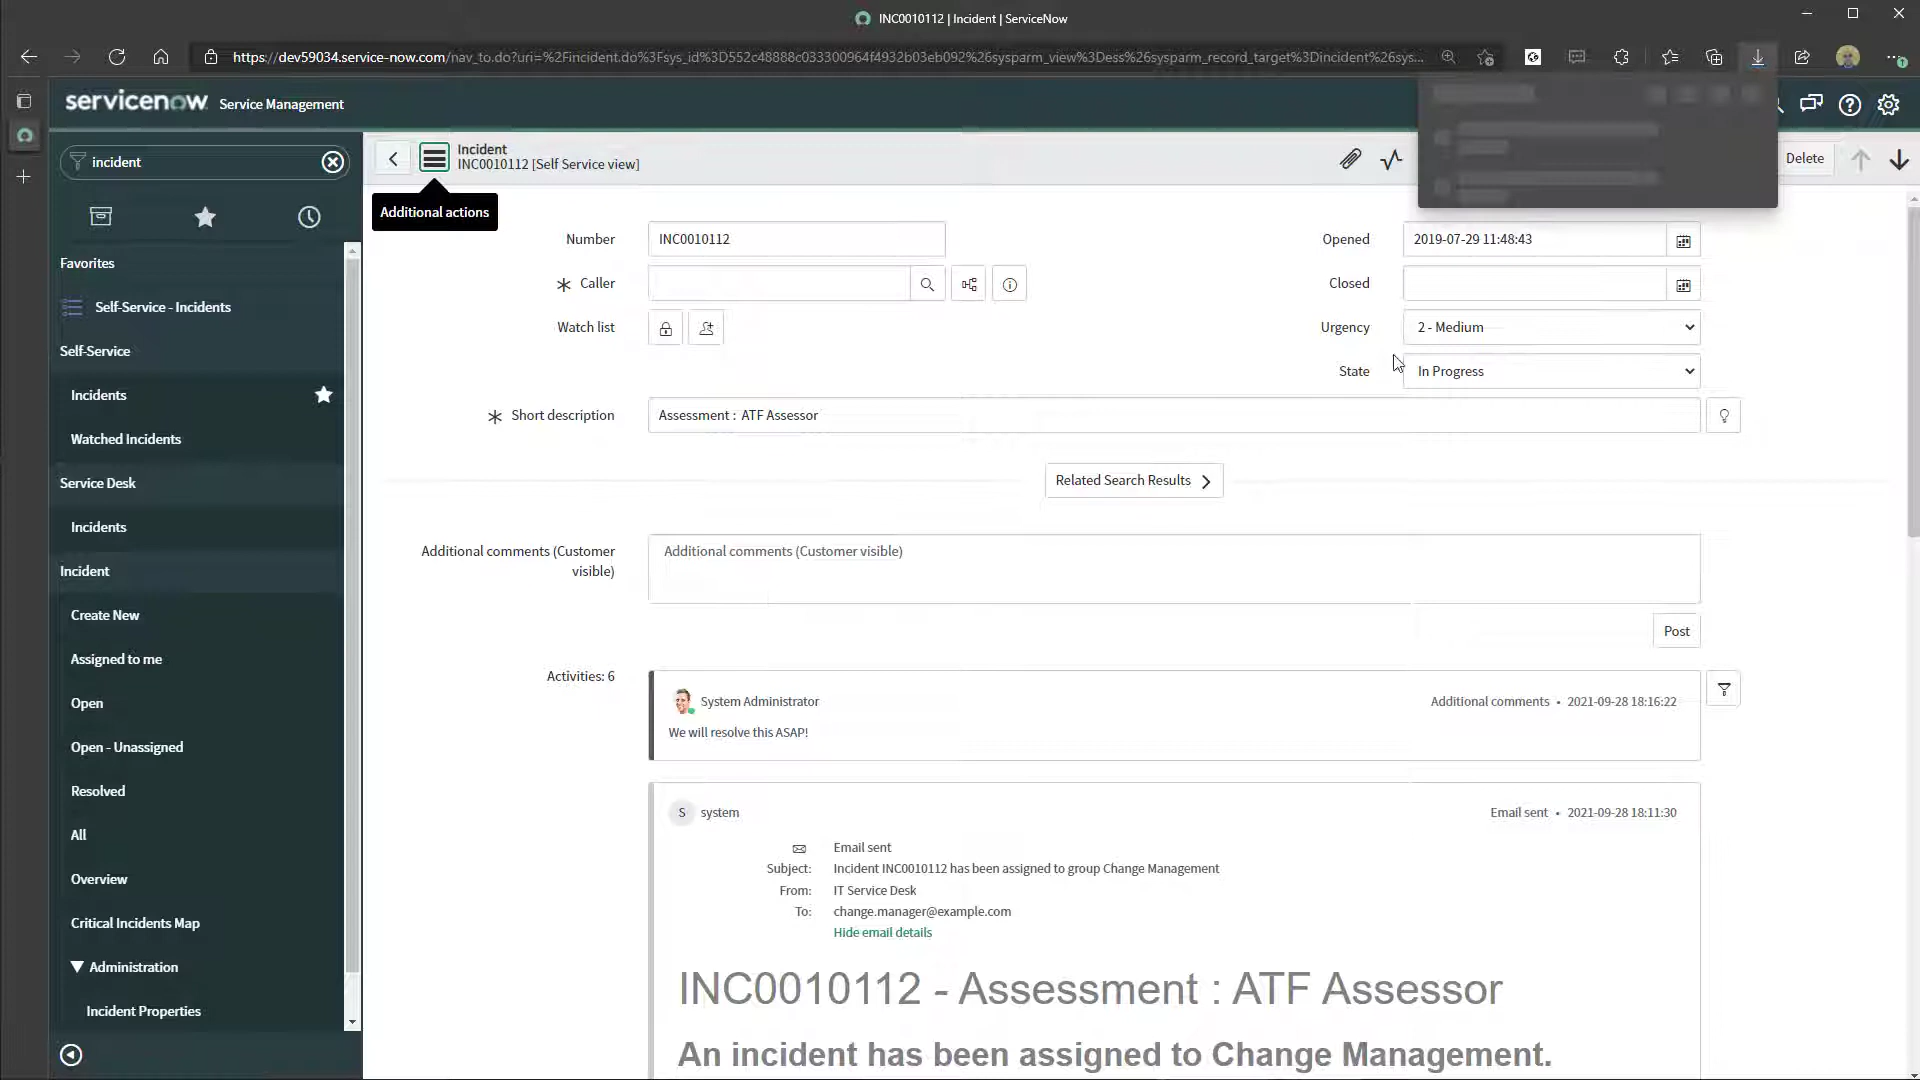 INC0010112 | Incident | ServiceNow
https://dev59034.service-now.com/nav_to.do?uri=%2Fincident.do%3Fsys_id%3D552c48888c033300964f4932b03eb092%26sysparm_view%3Dess%26sysparm_record_target%3Dincident%26sys...
servicenow Service Management
incident
Favorites
Self-Service - Incidents
Self-Service
Incidents
Watched Incidents
Service Desk
Incidents
Incident
Create New
Assigned to me
Open
Open - Unassigned
Resolved
All
Overview
Critical Incidents Map
Administration
Incident Properties
Incident
INC0010112 [Self Service view]
Delete
Additional actions
Number INC0010112
Opened 2019-07-29 11:48:43
Caller
Closed
Watch list
Urgency 2 - Medium
State In Progress
Short description Assessment : ATF Assessor
Related Search Results
Additional comments (Customer
visible)
Additional comments (Customer visible)
Post
Activities: 6
System Administrator Additional comments • 2021-09-28 18:16:22
We will resolve this ASAP!
S system Email sent • 2021-09-28 18:11:30
Email sent
Subject: Incident INC0010112 has been assigned to group Change Management
From: IT Service Desk
To: change.manager@example.com
Hide email details
INC0010112 - Assessment : ATF Assessor
An incident has been assigned to Change Management.